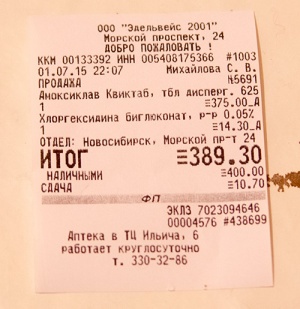 ООО "Эдельвейс 2001"
Морской проспект, 24
ДОБРО ПОЖАЛОВАТЬ !
ККМ 00133392 ИНН 005408175366 #1003
01.07.15 22:07 Михайлова С. В.
ПРОДАЖА №5691
Аноксиклав Квиктаб, тбл дисперг. 625
1 ≡375.00_А
Хлоргексидина биглюконат, р-р 0.05%
1 ≡14.30_А
ОТДЕЛ: Новосибирск, Морской пр-т 24
ИТОГ ≡389.30
НАЛИЧНЫМИ ≡400.00
СДАЧА ≡10.70
ФП
ЭКЛЗ 7023094646
00004576 #438699
Аптека в ТЦ Ильича, 6
работает КРУГЛОСУТОЧНО
т. 330-32-86